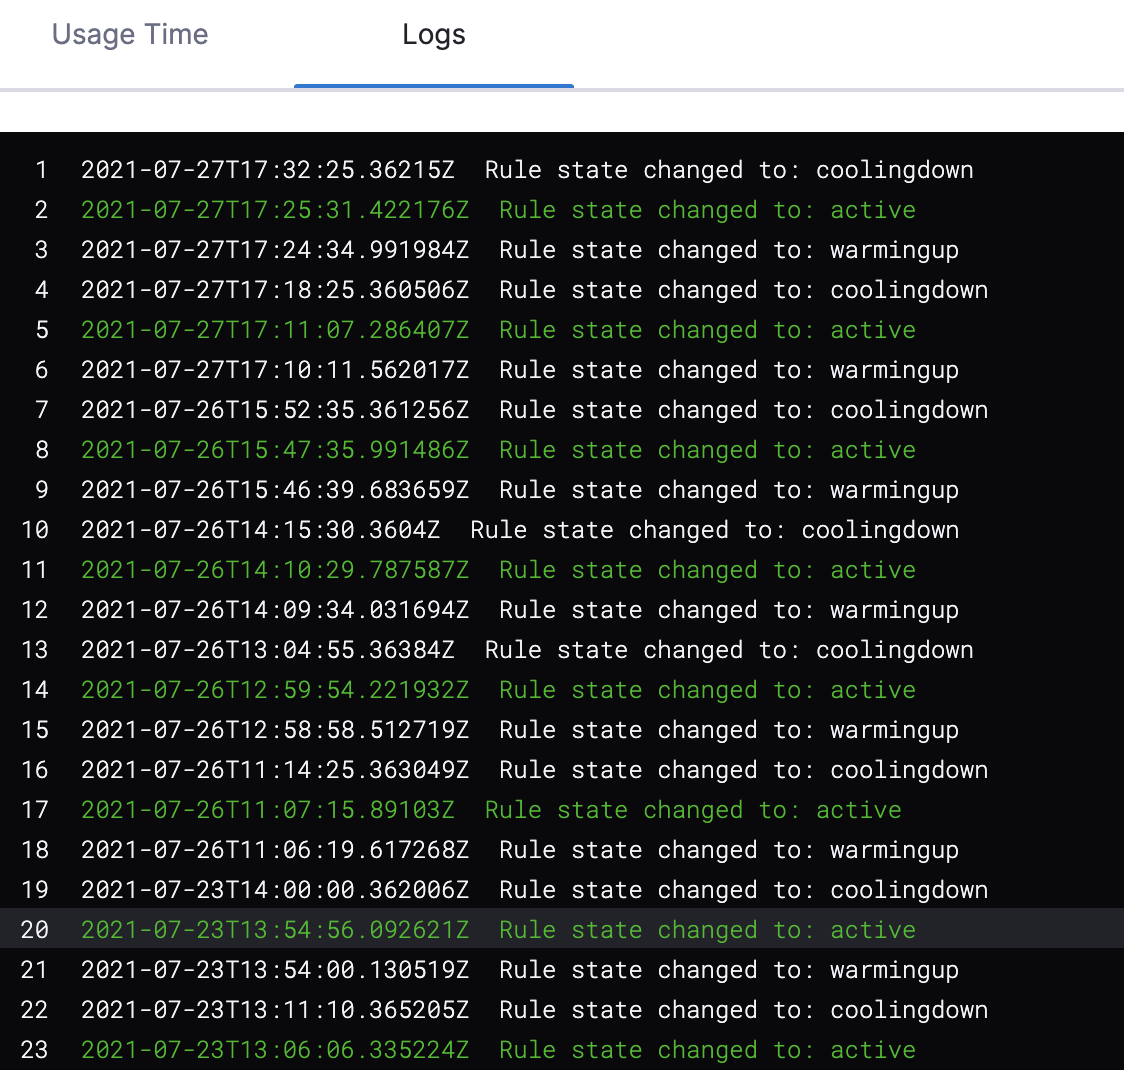 Usage Time Logs
1 2021-07-27T17:32:25.36215Z Rule state changed to: coolingdown
2 2021-07-27T17:25:31.422176Z Rule state changed to: active
3 2021-07-27T17:24:34.991984Z Rule state changed to: warmingup
4 2021-07-27T17:18:25.360506Z Rule state changed to: coolingdown
5 2021-07-27T17:11:07.286407Z Rule state changed to: active
6 2021-07-27T17:10:11.562017Z Rule state changed to: warmingup
7 2021-07-26T15:52:35.361256Z Rule state changed to: coolingdown
8 2021-07-26T15:47:35.991486Z Rule state changed to: active
9 2021-07-26T15:46:39.683659Z Rule state changed to: warmingup
10 2021-07-26T14:15:30.3604Z Rule state changed to: coolingdown
11 2021-07-26T14:10:29.787587Z Rule state changed to: active
12 2021-07-26T14:09:34.031694Z Rule state changed to: warmingup
13 2021-07-26T13:04:55.36384Z Rule state changed to: coolingdown
14 2021-07-26T12:59:54.221932Z Rule state changed to: active
15 2021-07-26T12:58:58.512719Z Rule state changed to: warmingup
16 2021-07-26T11:14:25.363049Z Rule state changed to: coolingdown
17 2021-07-26T11:07:15.89103Z Rule state changed to: active
18 2021-07-26T11:06:19.617268Z Rule state changed to: warmingup
19 2021-07-23T14:00:00.362006Z Rule state changed to: coolingdown
20 2021-07-23T13:54:56.092621Z Rule state changed to: active
21 2021-07-23T13:54:00.130519Z Rule state changed to: warmingup
22 2021-07-23T13:11:10.365205Z Rule state changed to: coolingdown
23 2021-07-23T13:06:06.335224Z Rule state changed to: active